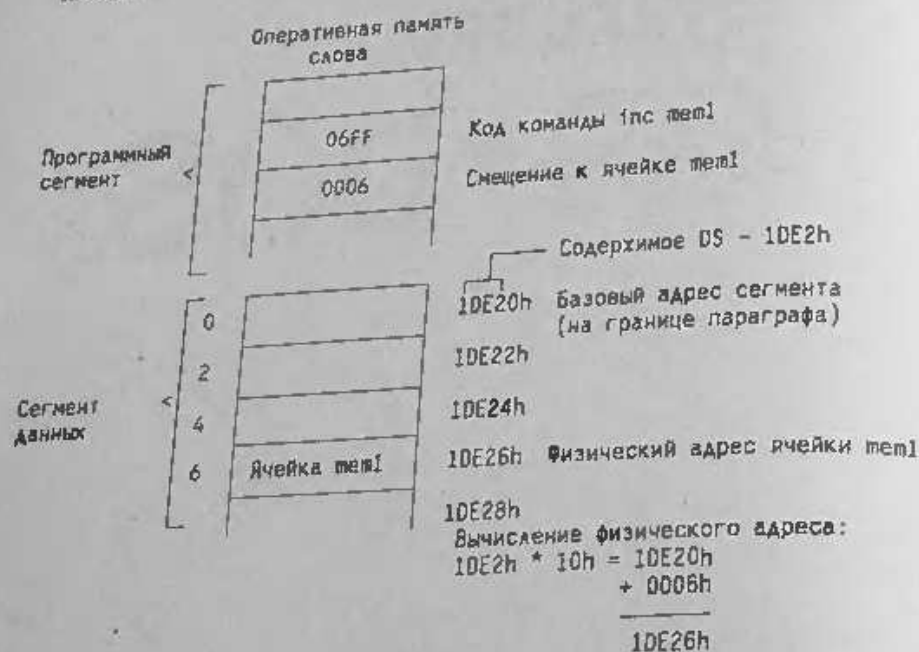 Оперативная память
слова
06FF
Код команды inc mem1
Программный
сегмент
0006
Смещение к ячейке mem1
Содержимое DS - 1DE2h
0
1DE20h Базовый адрес сегмента
(на границе параграфа)
2
1DE22h
Сегмент
данных
4
1DE24h
6
Ячейка mem1
1DE26h Физический адрес ячейки mem1
1DE28h
Вычисление физического адреса:
1DE2h * 10h = 1DE20h
+ 0006h
1DE26h